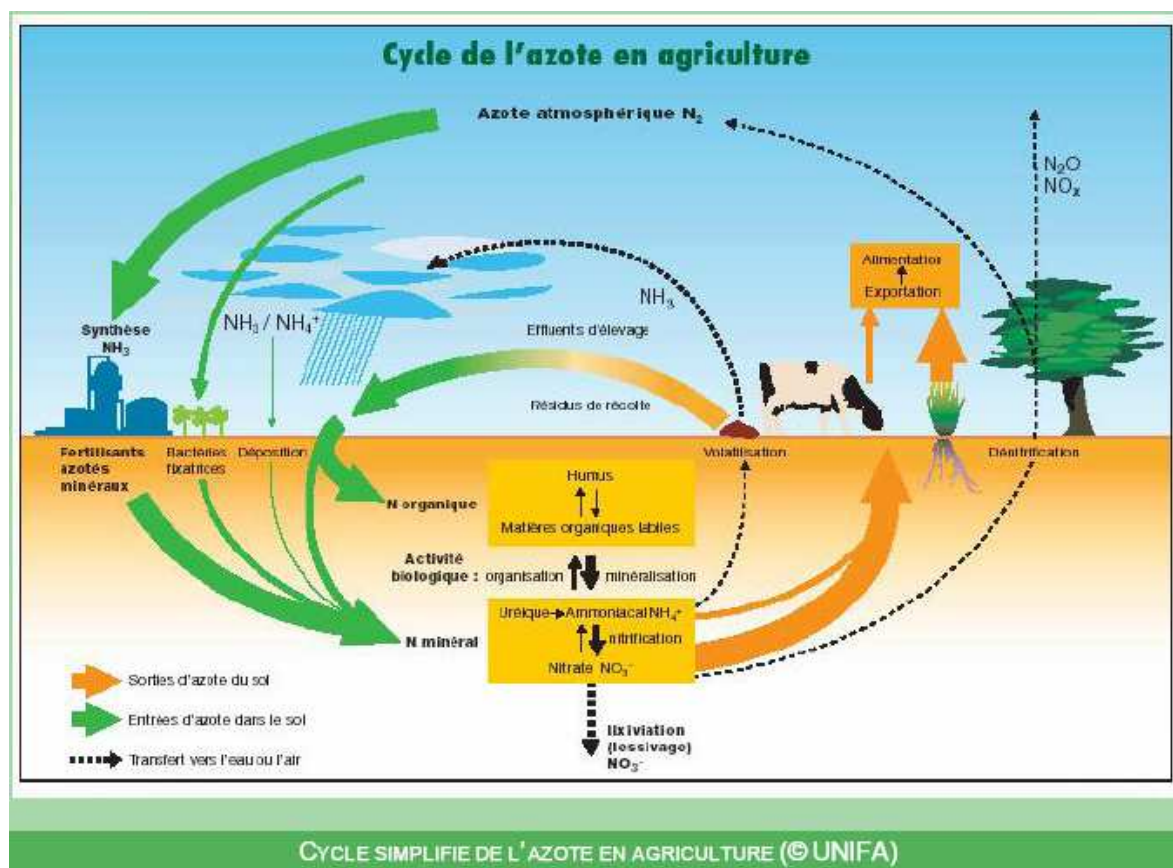 Cycle de l'azote en agriculture
Azote atmosphérique N₂
N₂O
NOₓ
Alimentation
Exportation
NH₃
Effluents d'élevage
Résidus de récolte
Synthèse
NH₃
NH₃ / NH₄⁺
Fertilisants
azotés
minéraux
Bactéries
fixatrices
Déposition
Volatilisation
Dénitrification
N organique
Humus
Matières organiques labiles
Activité
biologique : organisation
minéralisation
N minéral
Uréique
Ammoniacal NH₄⁺
nitrification
Nitrate NO₃⁻
lixiviation
(lessivage)
NO₃⁻
Sorties d'azote du sol
Entrées d'azote dans le sol
Transfert vers l'eau ou l'air
CYCLE SIMPLIFIE DE L'AZOTE EN AGRICULTURE (© UNIFA)